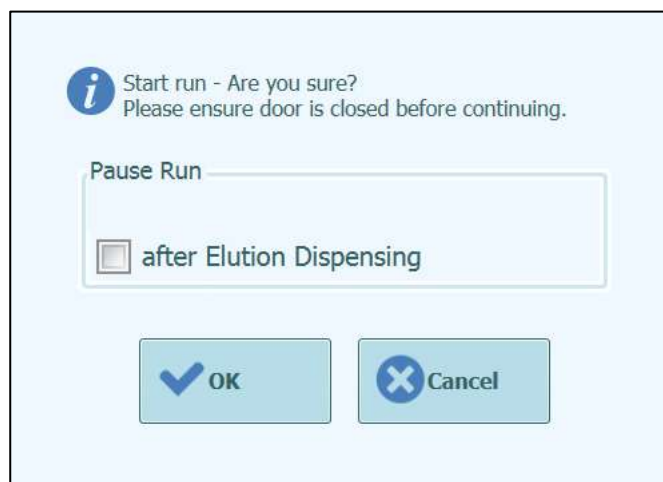 Start run - Are you sure?
Please ensure door is closed before continuing.
Pause Run
after Elution Dispensing
OK
Cancel